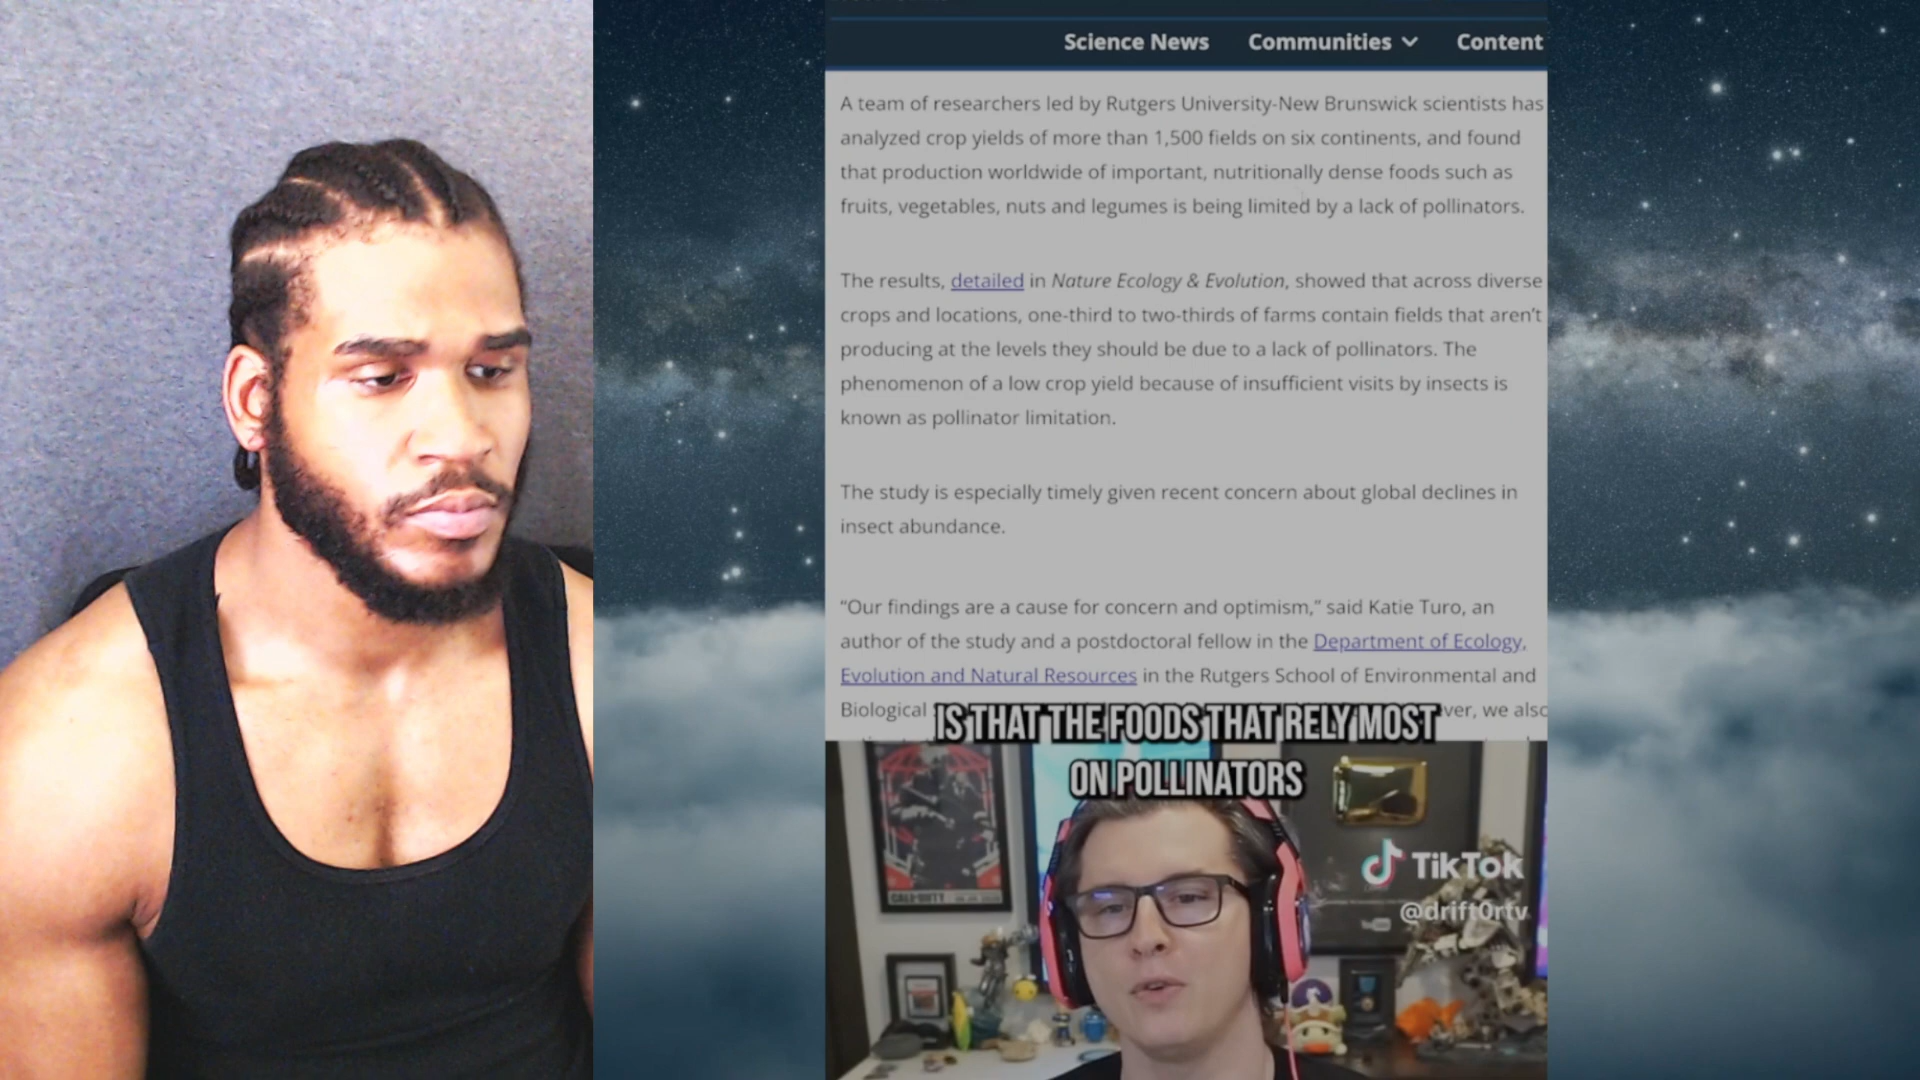 Science News Communities Content
A team of researchers led by Rutgers University-New Brunswick scientists has
analyzed crop yields of more than 1,500 fields on six continents, and found
that production worldwide of important, nutritionally dense foods such as
fruits, vegetables, nuts and legumes is being limited by a lack of pollinators.
The results, detailed in Nature Ecology & Evolution, showed that across diverse
crops and locations, one-third to two-thirds of farms contain fields that aren't
producing at the levels they should be due to a lack of pollinators. The
phenomenon of a low crop yield because of insufficient visits by insects is
known as pollinator limitation.
The study is especially timely given recent concern about global declines in
insect abundance.
“Our findings are a cause for concern and optimism,” said Katie Turo, an
author of the study and a postdoctoral fellow in the Department of Ecology,
Evolution and Natural Resources in the Rutgers School of Environmental and
Biological
ver, we also
IS THAT THE FOODS THAT RELY MOST
ON POLLINATORS
TikTok
@drift0rtv
CALL OF DUTY
YouTube